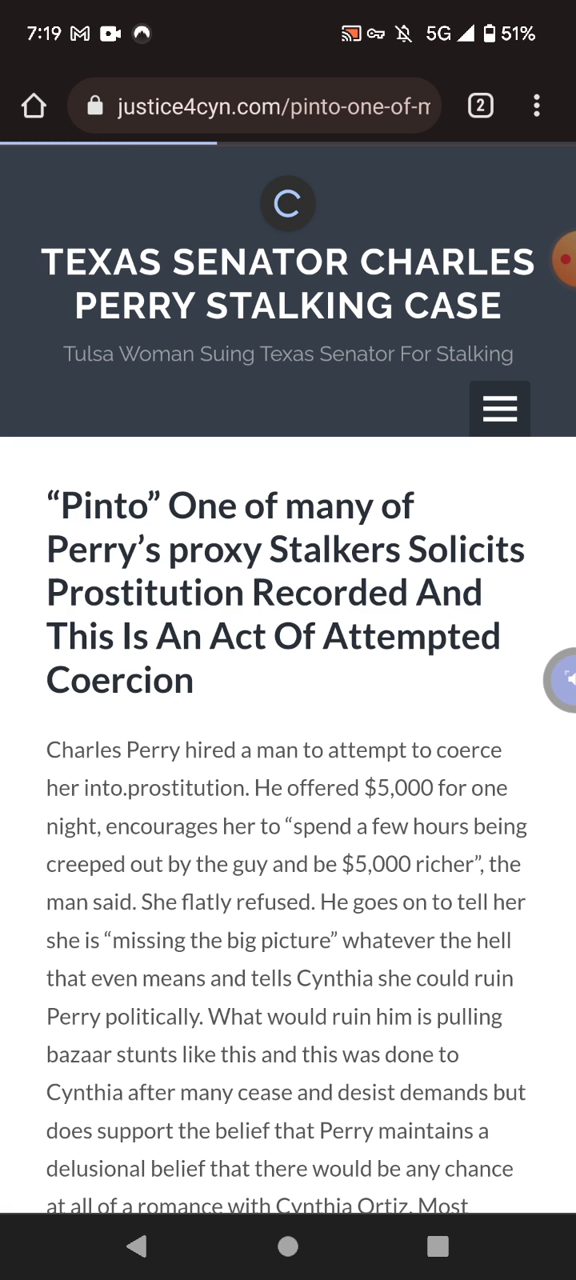 7:19
5G
51%
justice4cyn.com/pinto-one-of-m
2
TEXAS SENATOR CHARLES
PERRY STALKING CASE
Tulsa Woman Suing Texas Senator For Stalking
“Pinto” One of many of
Perry’s proxy Stalkers Solicits
Prostitution Recorded And
This Is An Act Of Attempted
Coercion
Charles Perry hired a man to attempt to coerce
her into.prostitution. He offered $5,000 for one
night, encourages her to “spend a few hours being
creeped out by the guy and be $5,000 richer”, the
man said. She flatly refused. He goes on to tell her
she is “missing the big picture” whatever the hell
that even means and tells Cynthia she could ruin
Perry politically. What would ruin him is pulling
bazaar stunts like this and this was done to
Cynthia after many cease and desist demands but
does support the belief that Perry maintains a
delusional belief that there would be any chance
at all of a romance with Cynthia Ortiz. Most